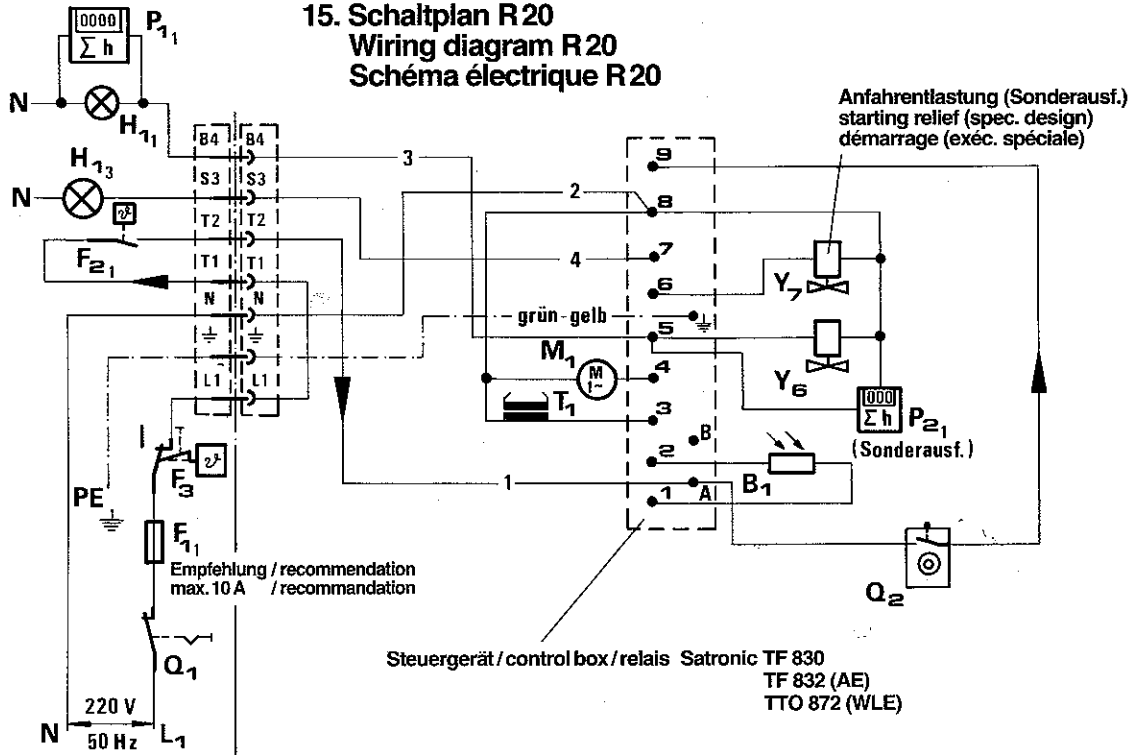 15. Schaltplan R 20
Wiring diagram R 20
Schéma électrique R 20
0000
Σ h
P11
N
H11
H13
N
ϑ
F21
B4 B4
S3 S3
T2 T2
T1 T1
N N
L1 L1
3
2
4
grün-gelb
1
M1
M
1~
T1
9
8
7
6
5
4
3
B
2
A
1
Anfahrentlastung (Sonderausf.)
starting relief (spec. design)
démarrage (exéc. spéciale)
Y7
Y6
000
Σ h
P21
(Sonderausf.)
B1
Q2
I
T
ϑ
F3
PE
F11
Empfehlung / recommendation
max. 10 A / recommandation
Q1
220 V
N L1
50 Hz
Steuergerät / control box / relais Satronic TF 830
TF 832 (AE)
TTO 872 (WLE)